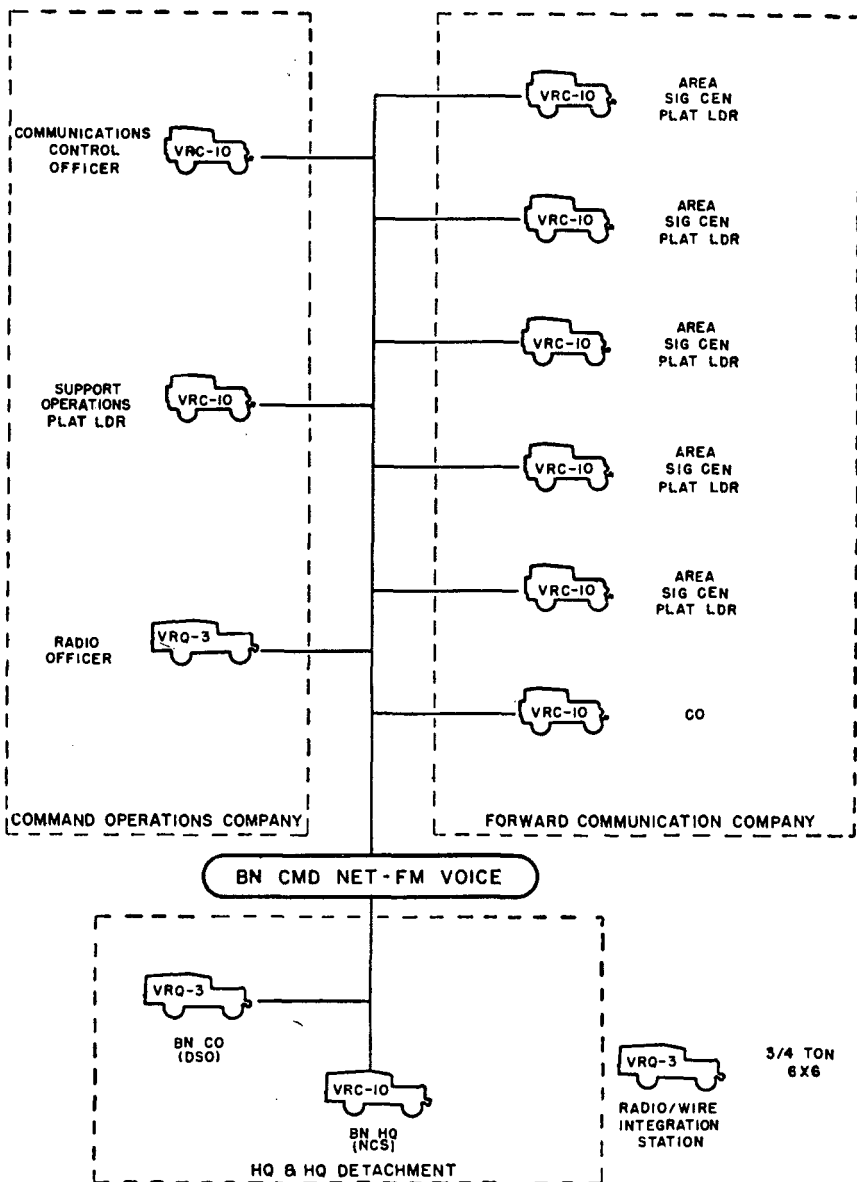 VRC-10
AREA
SIG CEN
PLAT LDR
COMMUNICATIONS
CONTROL
OFFICER
VRC-10
VRC-10
AREA
SIG CEN
PLAT LDR
VRC-10
AREA
SIG CEN
PLAT LDR
SUPPORT
OPERATIONS
PLAT LDR
VRC-10
VRC-10
AREA
SIG CEN
PLAT LDR
VRC-10
AREA
SIG CEN
PLAT LDR
RADIO
OFFICER
VRQ-3
VRC-10
CO
COMMAND OPERATIONS COMPANY
FORWARD COMMUNICATION COMPANY
BN CMD NET-FM VOICE
VRQ-3
BN CO
(DSO)
VRC-10
BN HQ
(NCS)
HQ & HQ DETACHMENT
VRQ-3
3/4 TON
6X6
RADIO/WIRE
INTEGRATION
STATION